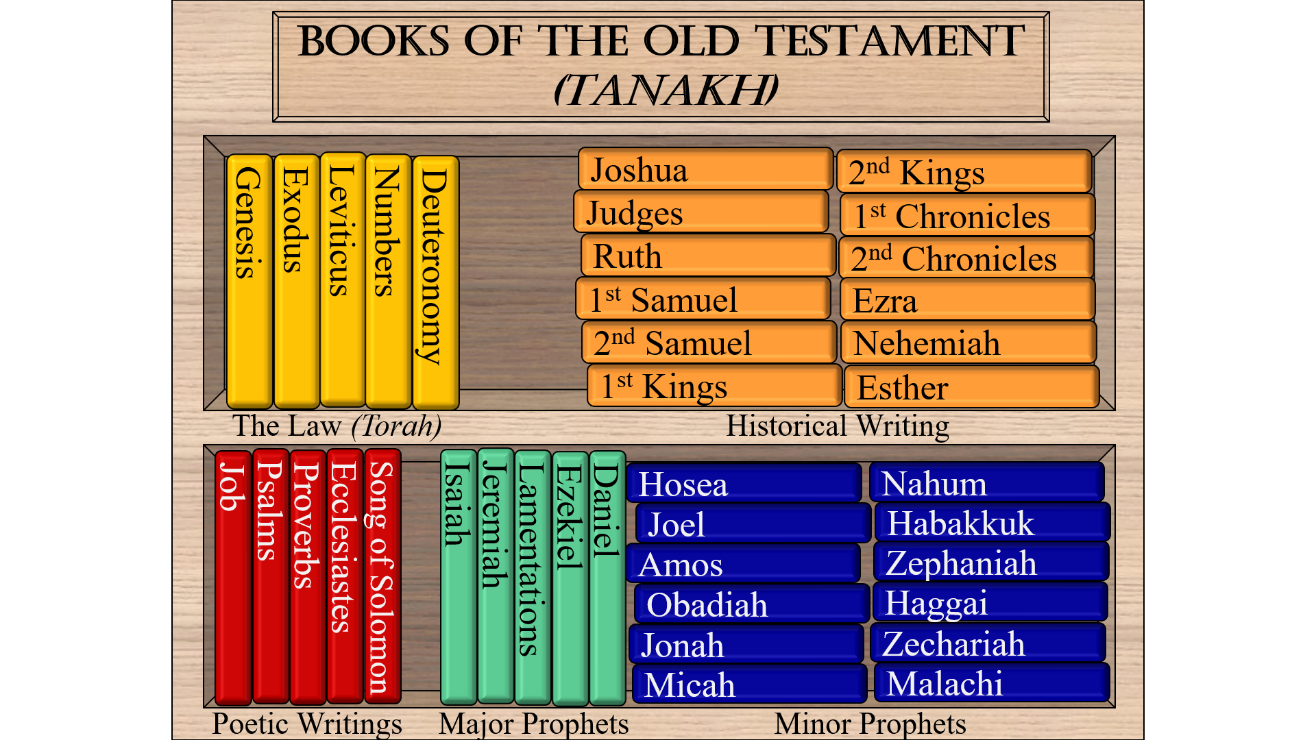 BOOKS OF THE OLD TESTAMENT
(TANAKH)
Genesis
Exodus
Leviticus
Numbers
Deuteronomy
Joshua
Judges
Ruth
1st Samuel
2nd Samuel
1st Kings
2nd Kings
1st Chronicles
2nd Chronicles
Ezra
Nehemiah
Esther
The Law (Torah)
Historical Writing
Job
Psalms
Proverbs
Ecclesiastes
Song of Solomon
Isaiah
Jeremiah
Lamentations
Ezekiel
Daniel
Hosea
Joel
Amos
Obadiah
Jonah
Micah
Nahum
Habakkuk
Zephaniah
Haggai
Zechariah
Malachi
Poetic Writings
Major Prophets
Minor Prophets